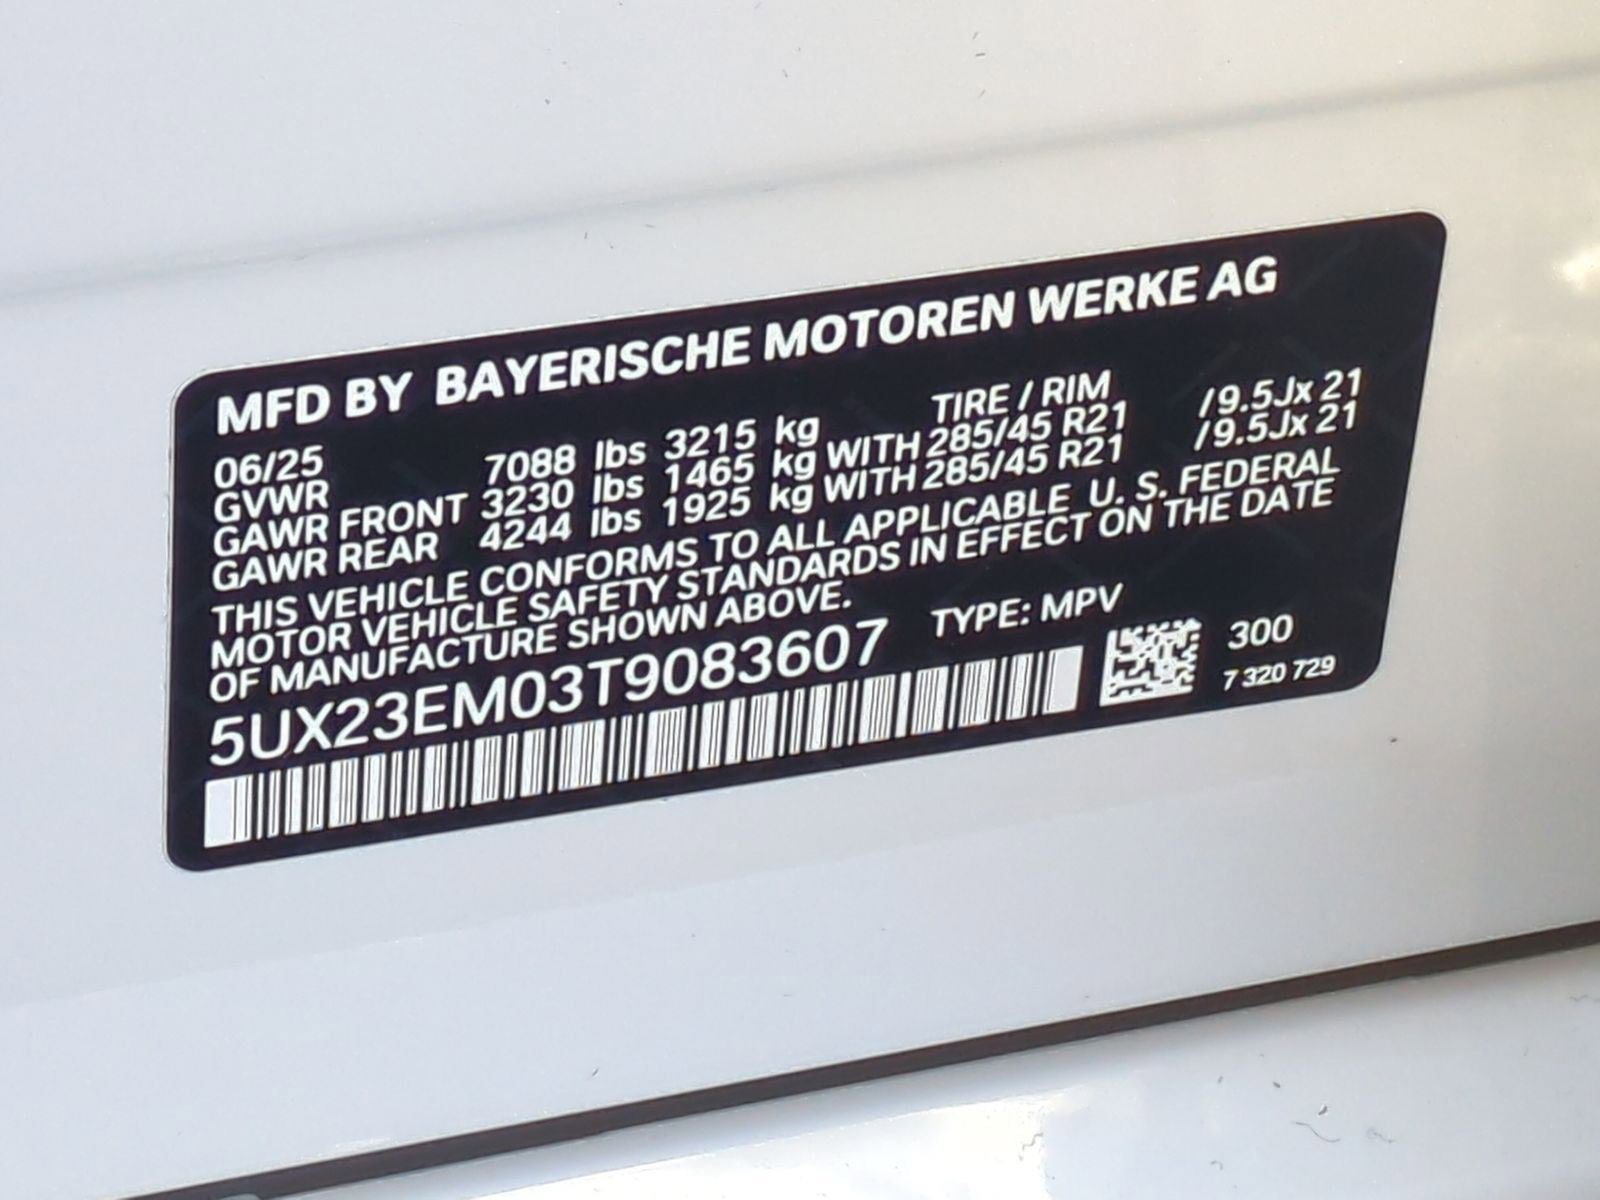 MFD BY BAYERISCHE MOTOREN WERKE AG
06/25 TIRE / RIM
GVWR 7088 lbs 3215 kg
GAWR FRONT 3230 lbs 1465 kg WITH 285/45 R21 /9.5Jx 21
GAWR REAR 4244 lbs 1925 kg WITH 285/45 R21 /9.5Jx 21
THIS VEHICLE CONFORMS TO ALL APPLICABLE U. S. FEDERAL
MOTOR VEHICLE SAFETY STANDARDS IN EFFECT ON THE DATE
OF MANUFACTURE SHOWN ABOVE.
5UX23EM03T9083607 TYPE: MPV
300
7 320 729